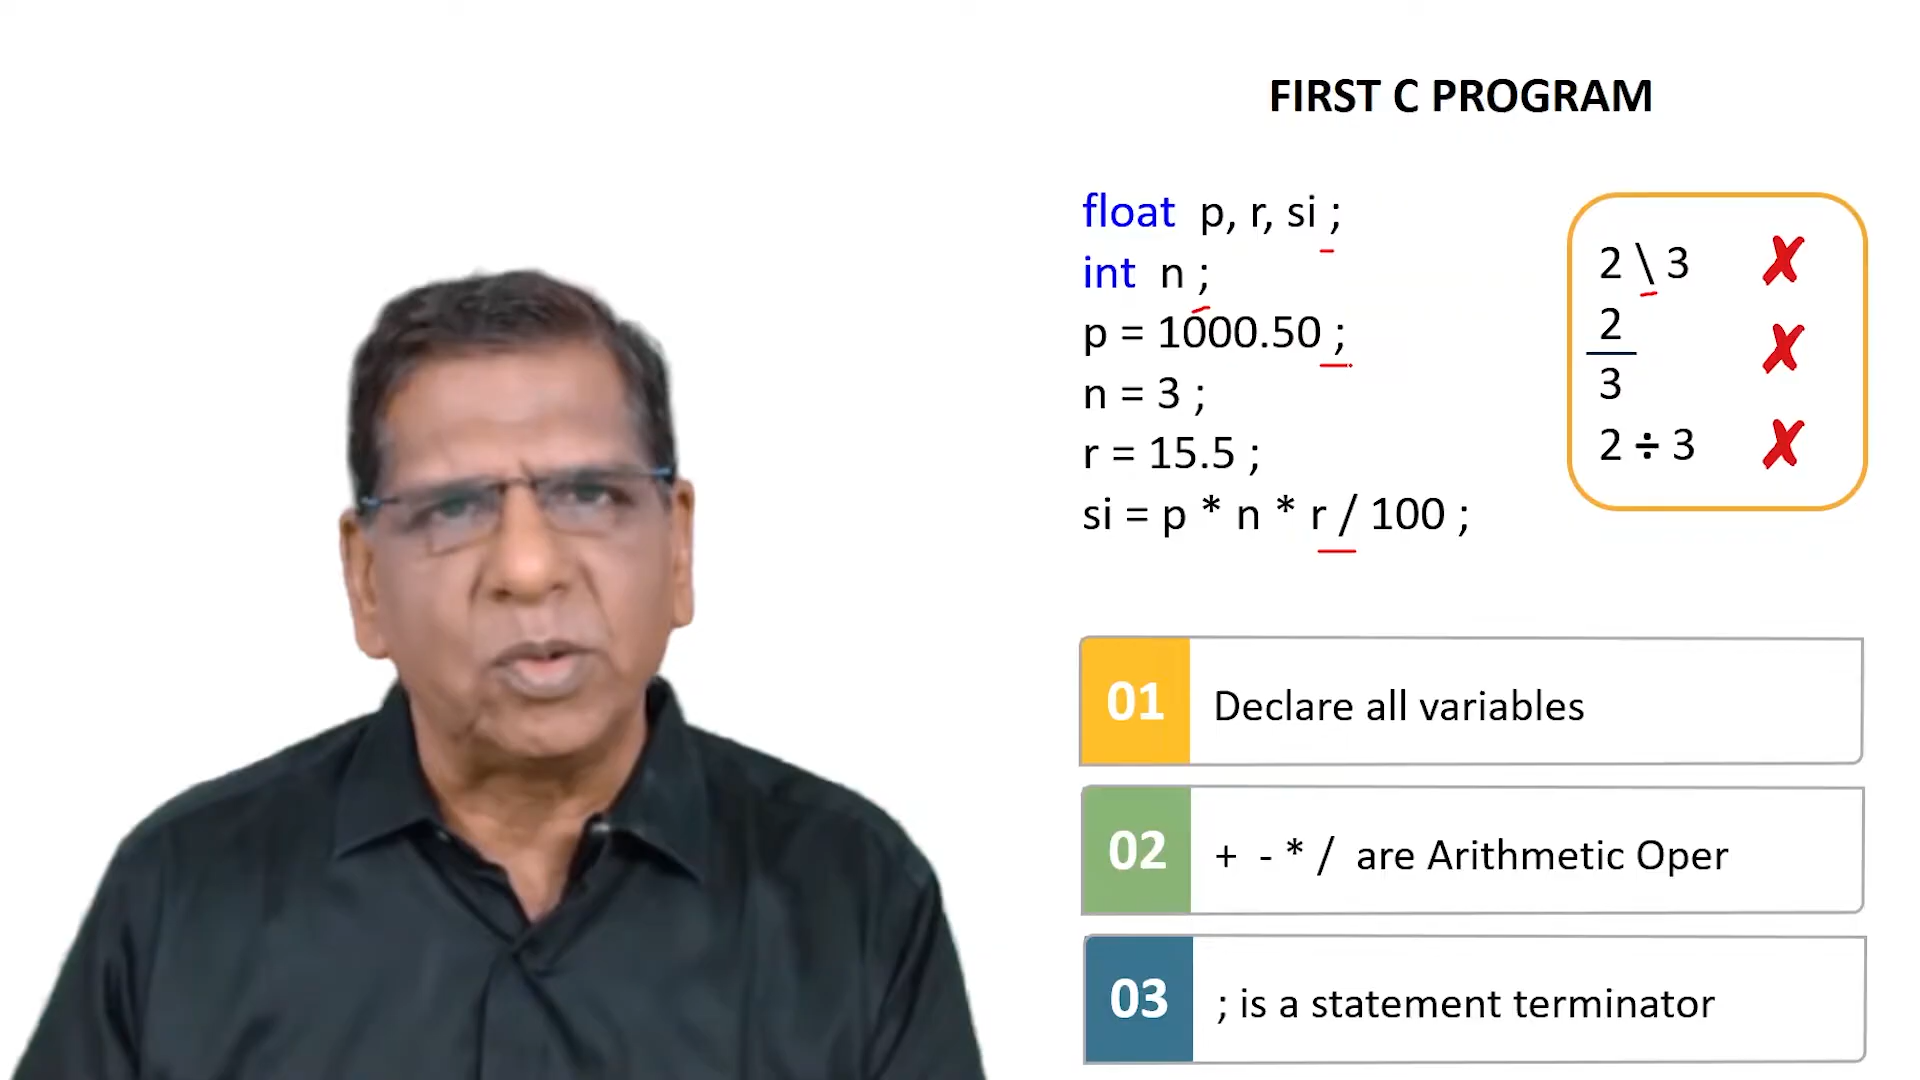 FIRST C PROGRAM
float p, r, si ;
int n ;
p = 1000.50 ;
n = 3 ;
r = 15.5 ;
si = p * n * r / 100 ;
2 \ 3 ✗
2
3 ✗
2 ÷ 3 ✗
01 Declare all variables
02 + - * / are Arithmetic Oper
03 ; is a statement terminator